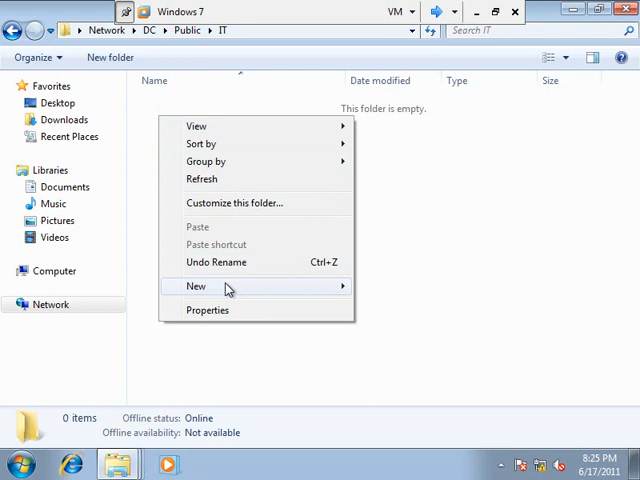 Windows 7
VM
Network ▸ DC ▸ Public ▸ IT
Search IT
Organize
New folder
Name
Date modified
Type
Size
Favorites
Desktop
Downloads
Recent Places
Libraries
Documents
Music
Pictures
Videos
Computer
Network
This folder is empty.
View
Sort by
Group by
Refresh
Customize this folder...
Paste
Paste shortcut
Undo Rename Ctrl+Z
New
Properties
0 items
Offline status: Online
Offline availability: Not available
8:25 PM
6/17/2011